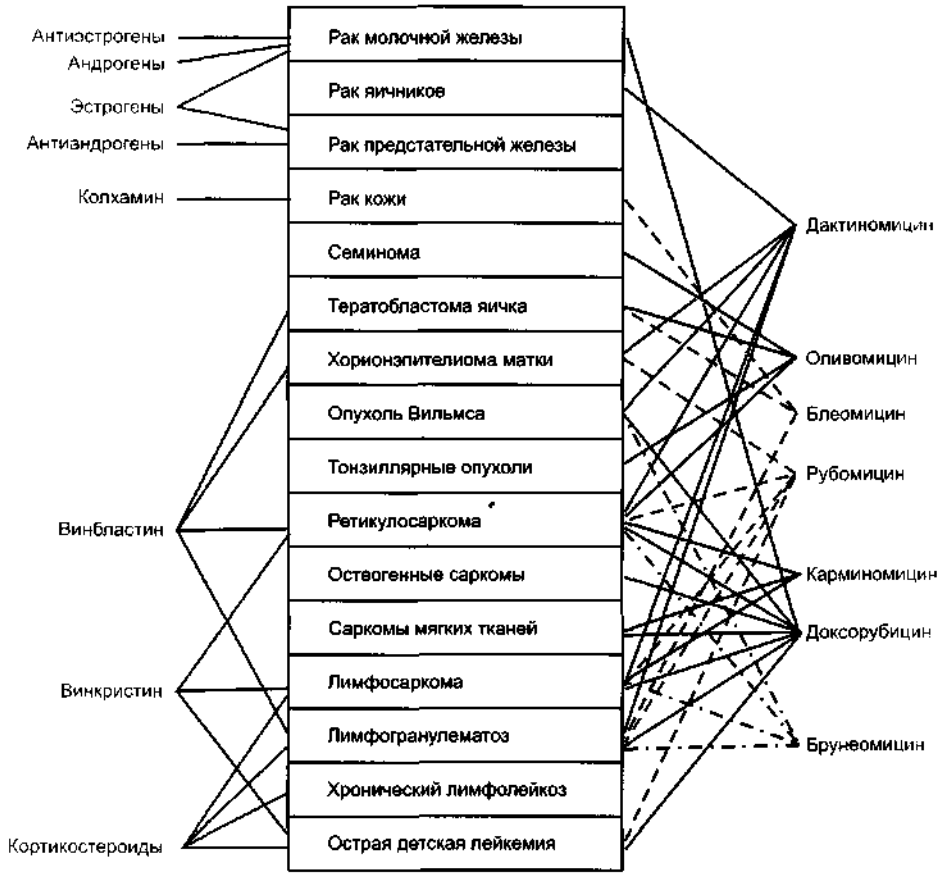 Антиэстрогены
Андрогены
Эстрогены
Антиандрогены
Колхамин
Винбластин
Винкристин
Кортикостероиды
Рак молочной железы
Рак яичников
Рак предстательной железы
Рак кожи
Семинома
Тератобластома яичка
Хорионэпителиома матки
Опухоль Вильмса
Тонзиллярные опухоли
Ретикулосаркома
Оствогенные саркомы
Саркомы мягких тканей
Лимфосаркома
Лимфогранулематоз
Хронический лимфолейкоз
Острая детская лейкемия
Дактиномицин
Оливомицин
Блеомицин
Рубомицин
Карминомицин
Доксорубицин
Брунеомицин